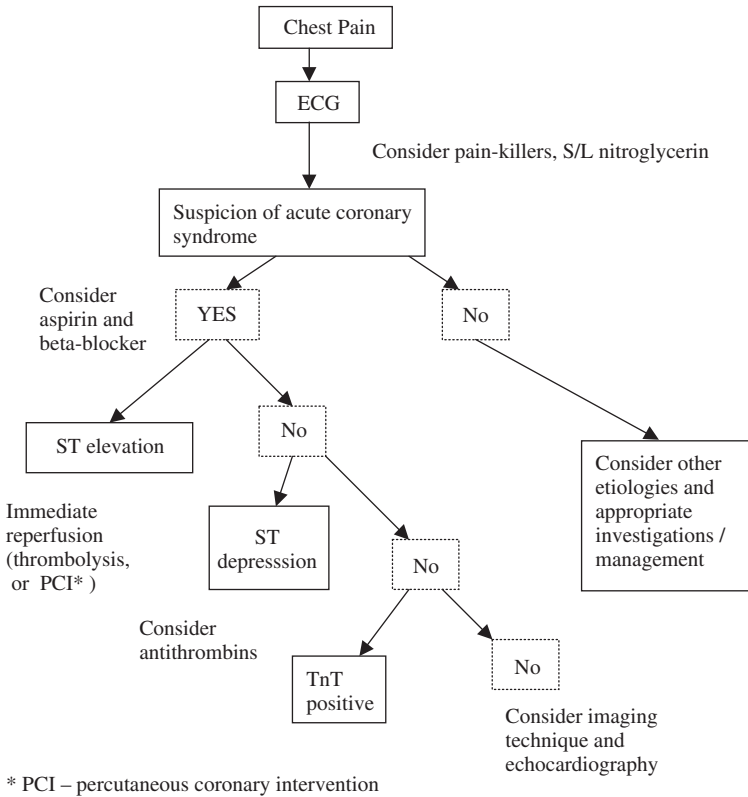 Chest Pain
ECG
Consider pain-killers, S/L nitroglycerin
Suspicion of acute coronary
syndrome
Consider
aspirin and
beta-blocker
YES
No
ST elevation
No
Consider other
etiologies and
appropriate
investigations /
management
Immediate
reperfusion
(thrombolysis,
or PCI* )
ST
depresssion
No
Consider
antithrombins
TnT
positive
No
Consider imaging
technique and
echocardiography
* PCI – percutaneous coronary intervention